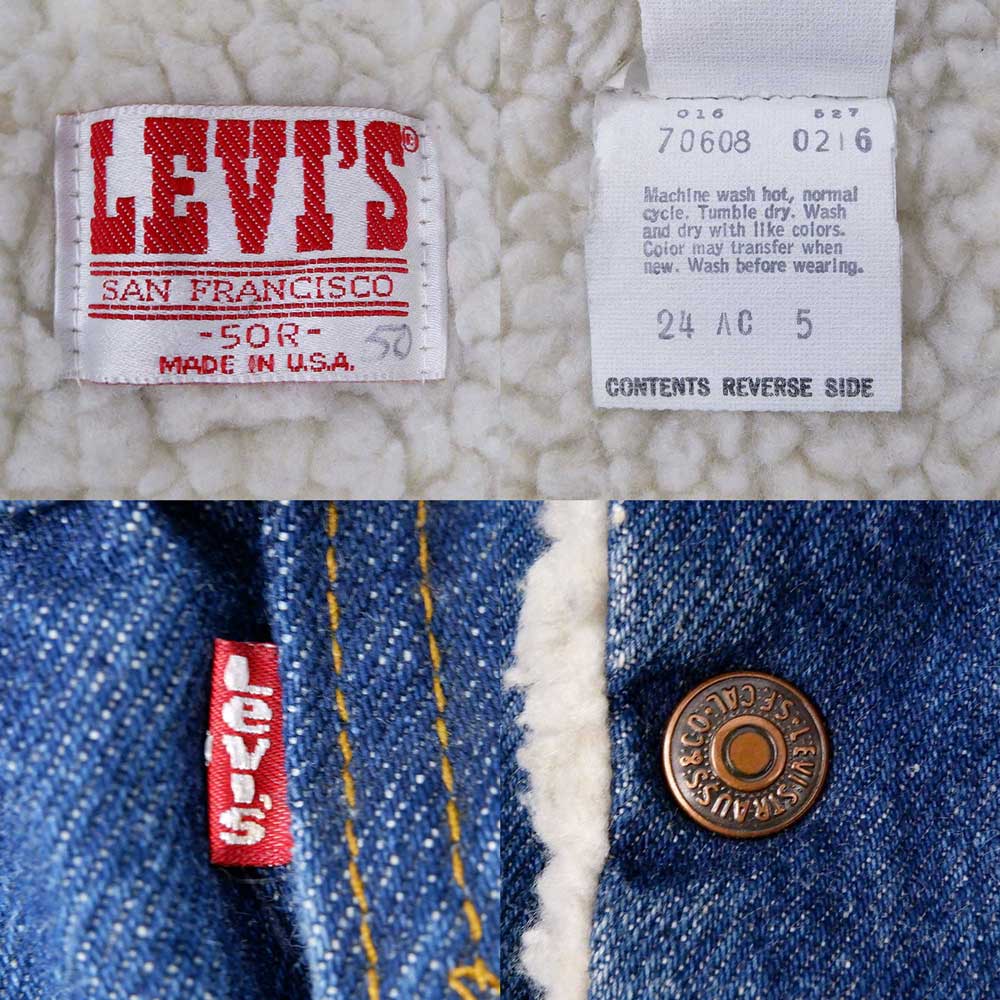 LEVI'S®
SAN FRANCISCO
-50R-
50
MADE IN U.S.A.
016 527
70608 0216
Machine wash hot, normal
cycle. Tumble dry. Wash
and dry with like colors.
Color may transfer when
new. Wash before wearing.
24 AC 5
CONTENTS REVERSE SIDE
Levi's
LEVI STRAUSS & CO. S.F. CAL.